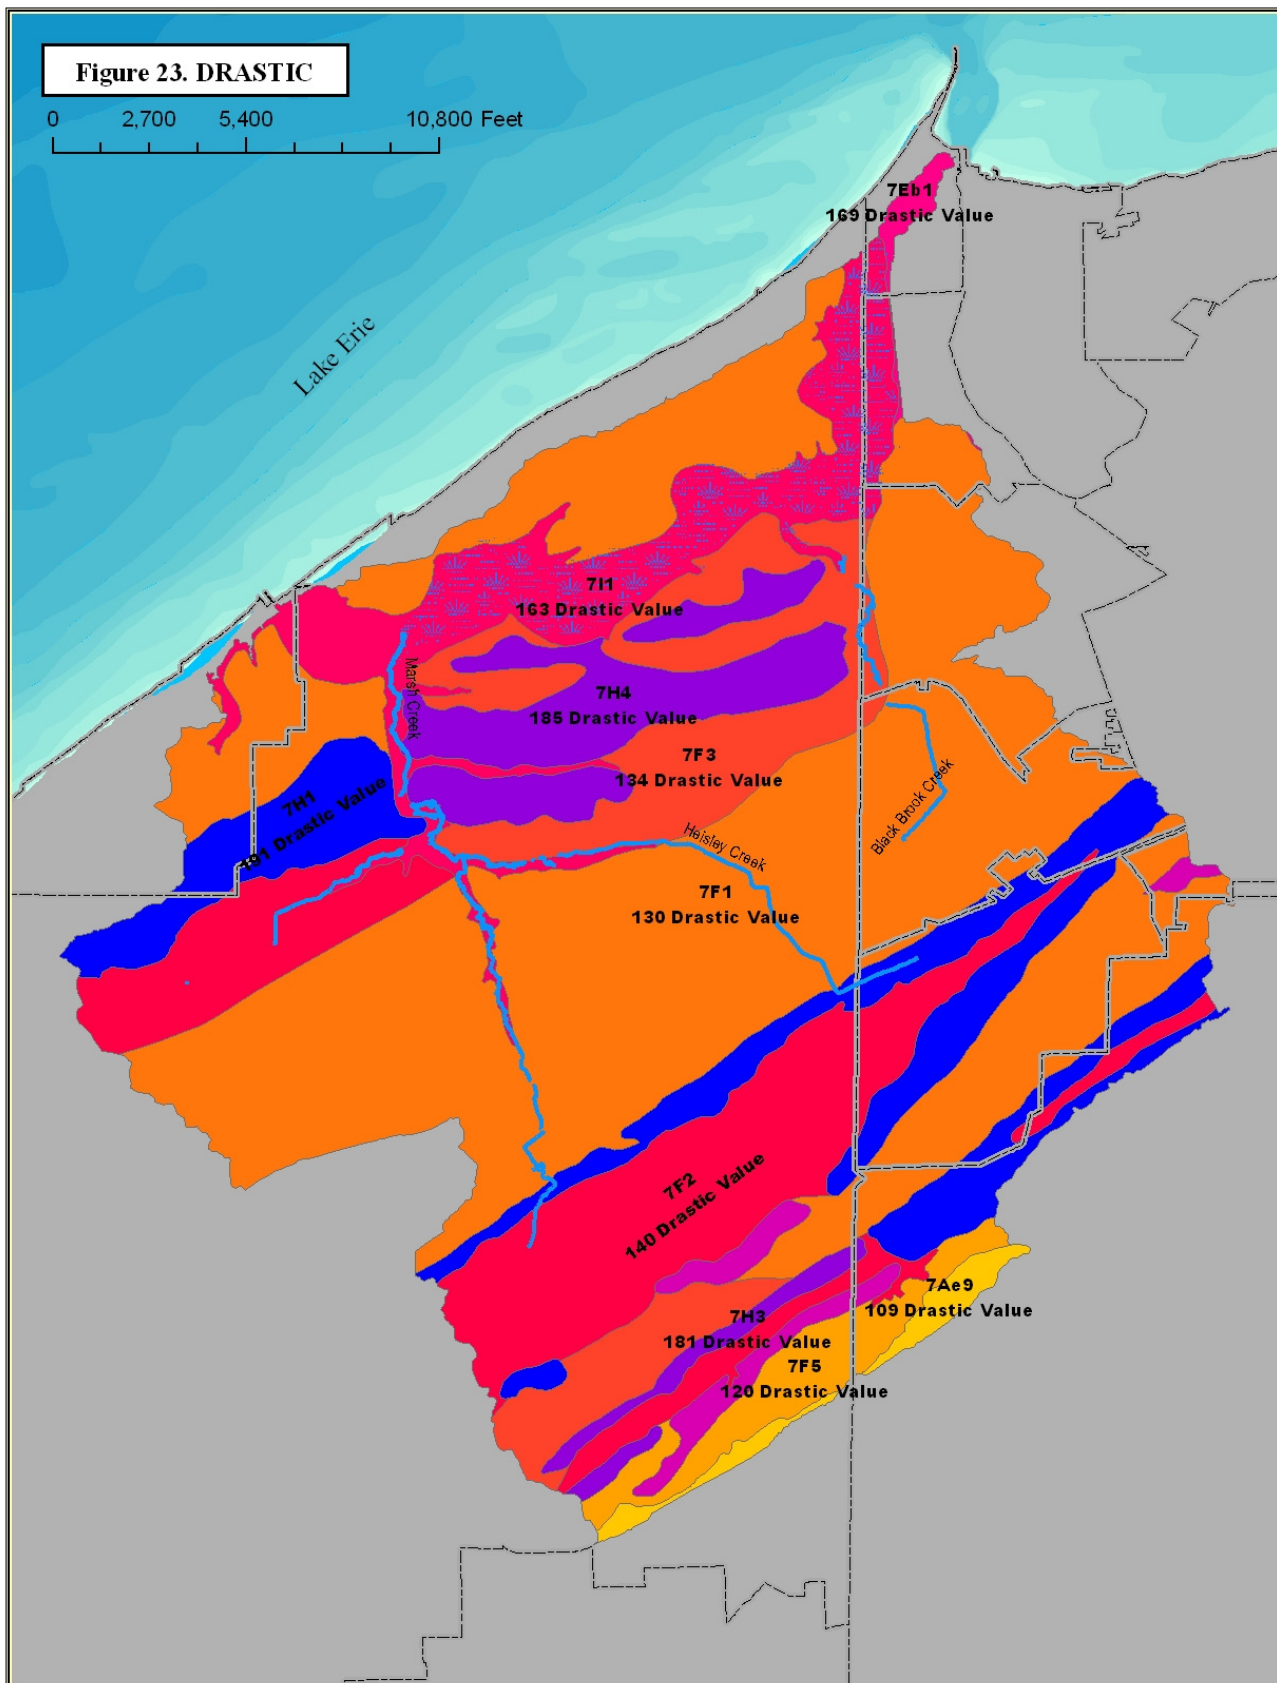 Figure 23. DRASTIC
0 2,700 5,400 10,800 Feet
Lake Erie
7Eb1
169 Drastic Value
7I1
163 Drastic Value
Marsh Creek
7H4
185 Drastic Value
7F3
134 Drastic Value
7H1
191 Drastic Value
Black Brook Creek
Heisley Creek
7F1
130 Drastic Value
7F2
140 Drastic Value
7Ae9
109 Drastic Value
7H3
181 Drastic Value
7F5
120 Drastic Value